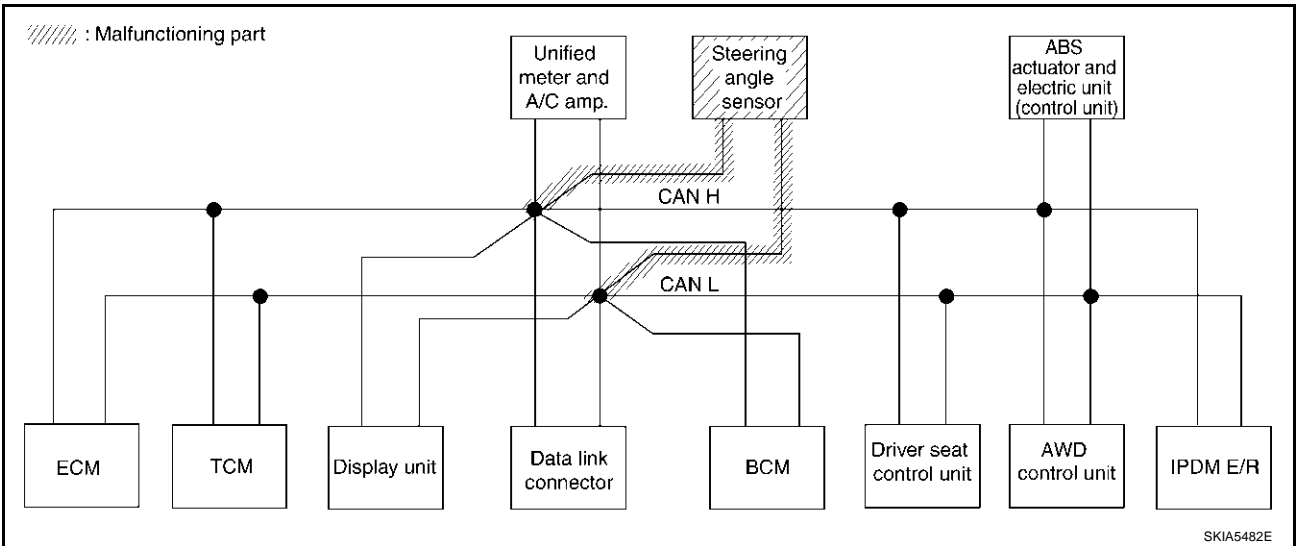 : Malfunctioning part
Unified
meter and
A/C amp.
Steering
angle
sensor
ABS
actuator and
electric unit
(control unit)
CAN H
CAN L
ECM
TCM
Display unit
Data link
connector
BCM
Driver seat
control unit
AWD
control unit
IPDM E/R
SKIA5482E